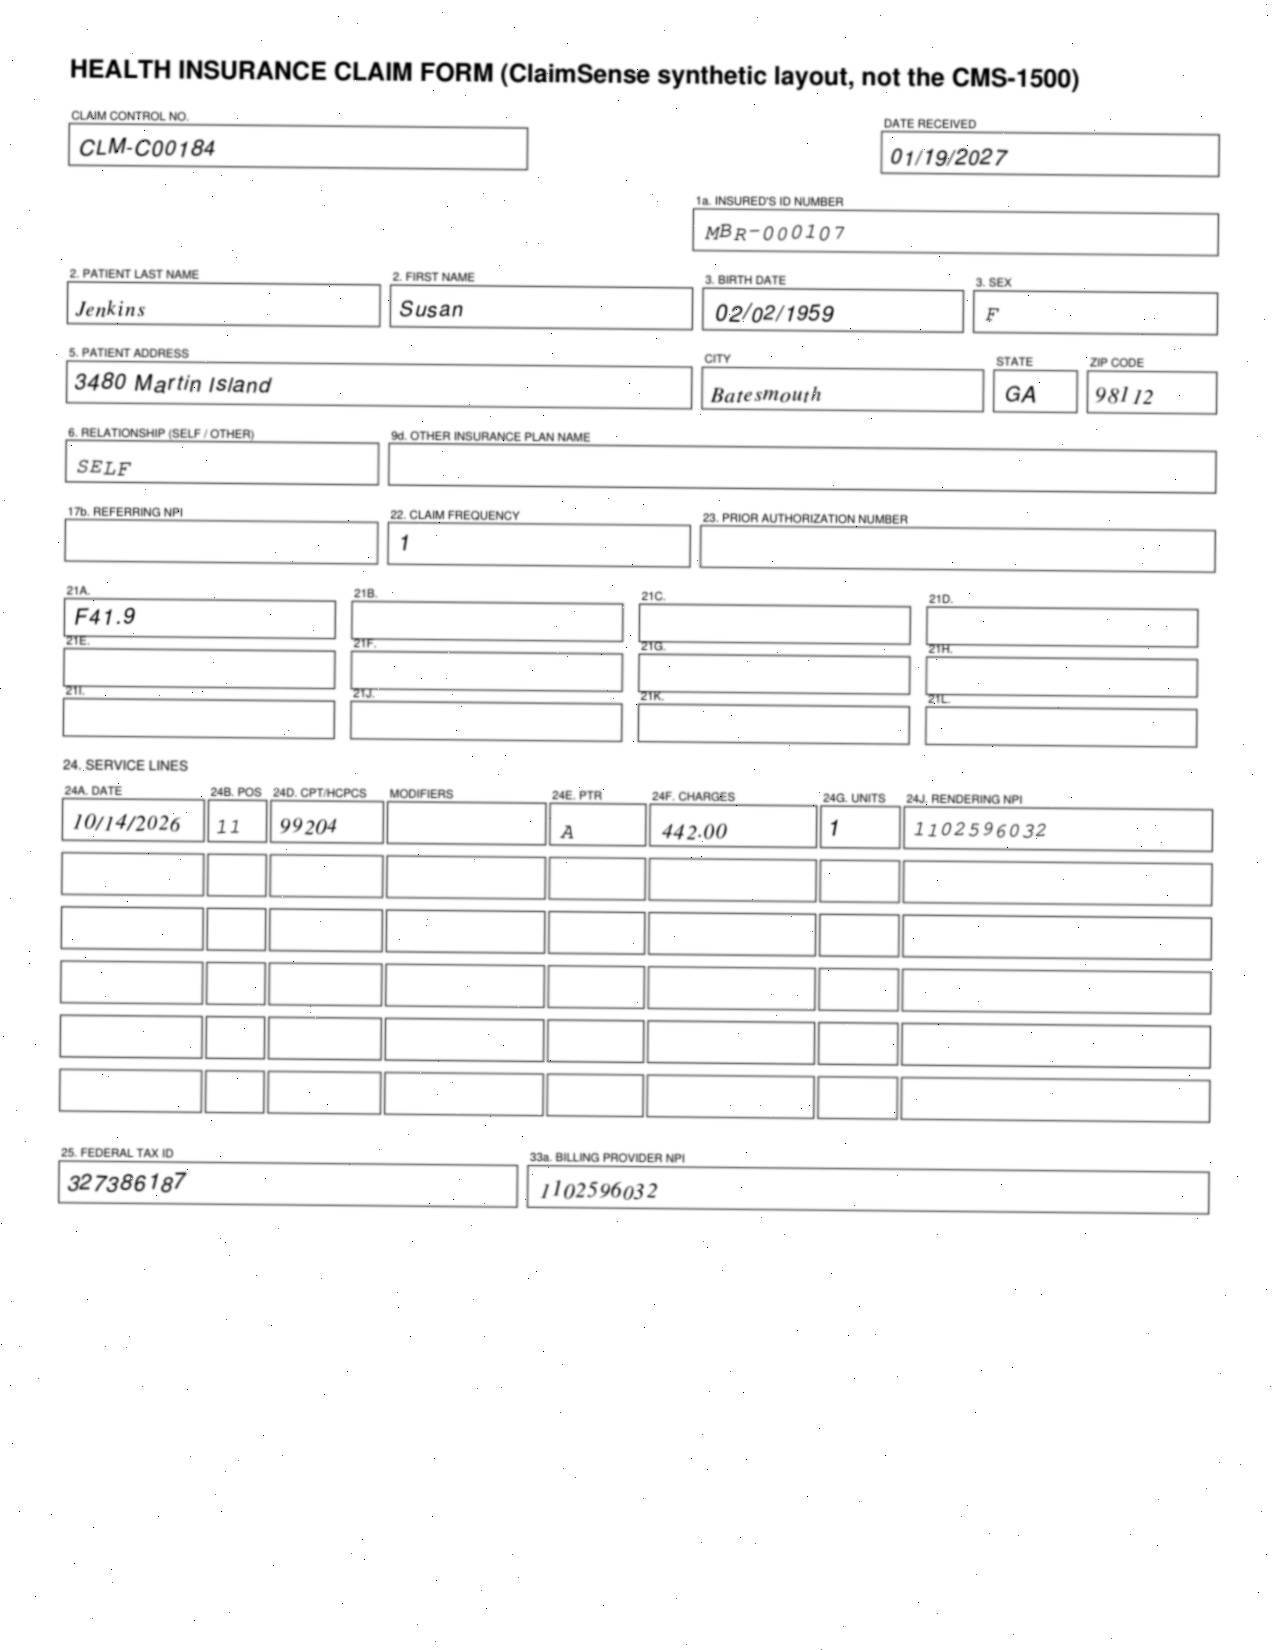 HEALTH INSURANCE CLAIM FORM (ClaimSense synthetic layout, not the CMS-1500)
CLAIM CONTROL NO.
CLM-C00184
DATE RECEIVED
01/19/2027
1a. INSURED'S ID NUMBER
MBR-000107
2. PATIENT LAST NAME
Jenkins
2. FIRST NAME
Susan
3. BIRTH DATE
02/02/1959
3. SEX
F
5. PATIENT ADDRESS
3480 Martin Island
CITY
Batesmouth
STATE
GA
ZIP CODE
98112
6. RELATIONSHIP (SELF / OTHER)
SELF
9d. OTHER INSURANCE PLAN NAME
17b. REFERRING NPI
22. CLAIM FREQUENCY
1
23. PRIOR AUTHORIZATION NUMBER
21A.
F41.9
21B.
21C.
21D.
21E.
21F.
21G.
21H.
21I.
21J.
21K.
21L.
24. SERVICE LINES
24A. DATE 24B. POS 24D. CPT/HCPCS MODIFIERS 24E. PTR 24F. CHARGES 24G. UNITS 24J. RENDERING NPI
10/14/2026 11 99204 A 442.00 1 1102596032
25. FEDERAL TAX ID
327386187
33a. BILLING PROVIDER NPI
1102596032